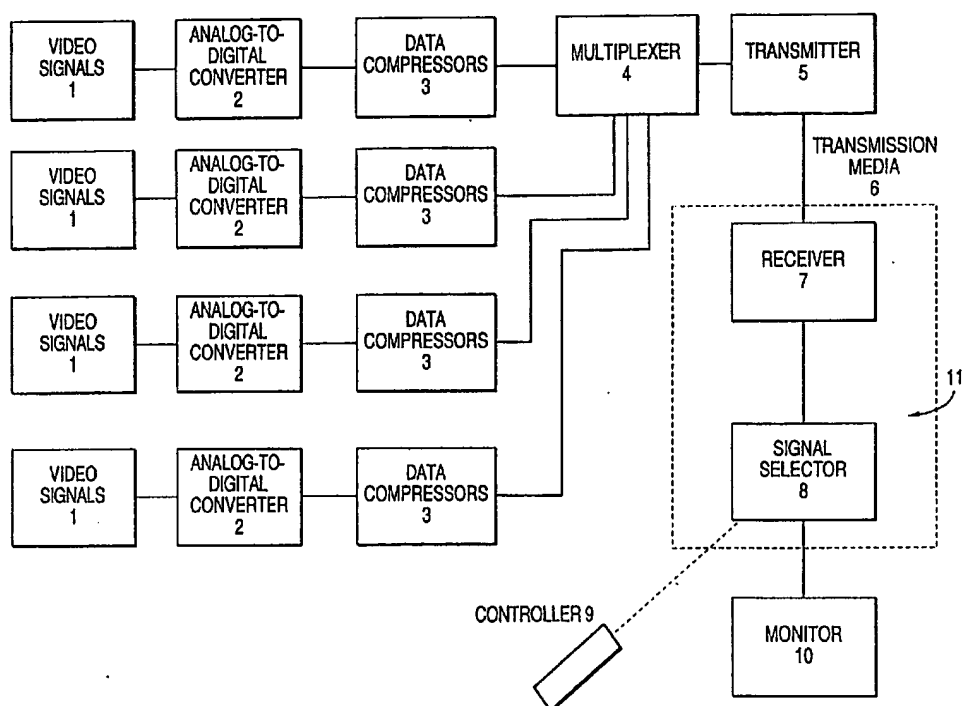 VIDEO
SIGNALS
1
ANALOG-TO-
DIGITAL
CONVERTER
2
DATA
COMPRESSORS
3
MULTIPLEXER
4
TRANSMITTER
5
TRANSMISSION
MEDIA
6
VIDEO
SIGNALS
1
ANALOG-TO-
DIGITAL
CONVERTER
2
DATA
COMPRESSORS
3
RECEIVER
7
VIDEO
SIGNALS
1
ANALOG-TO-
DIGITAL
CONVERTER
2
DATA
COMPRESSORS
3
11
VIDEO
SIGNALS
1
ANALOG-TO-
DIGITAL
CONVERTER
2
DATA
COMPRESSORS
3
SIGNAL
SELECTOR
8
CONTROLLER 9
MONITOR
10